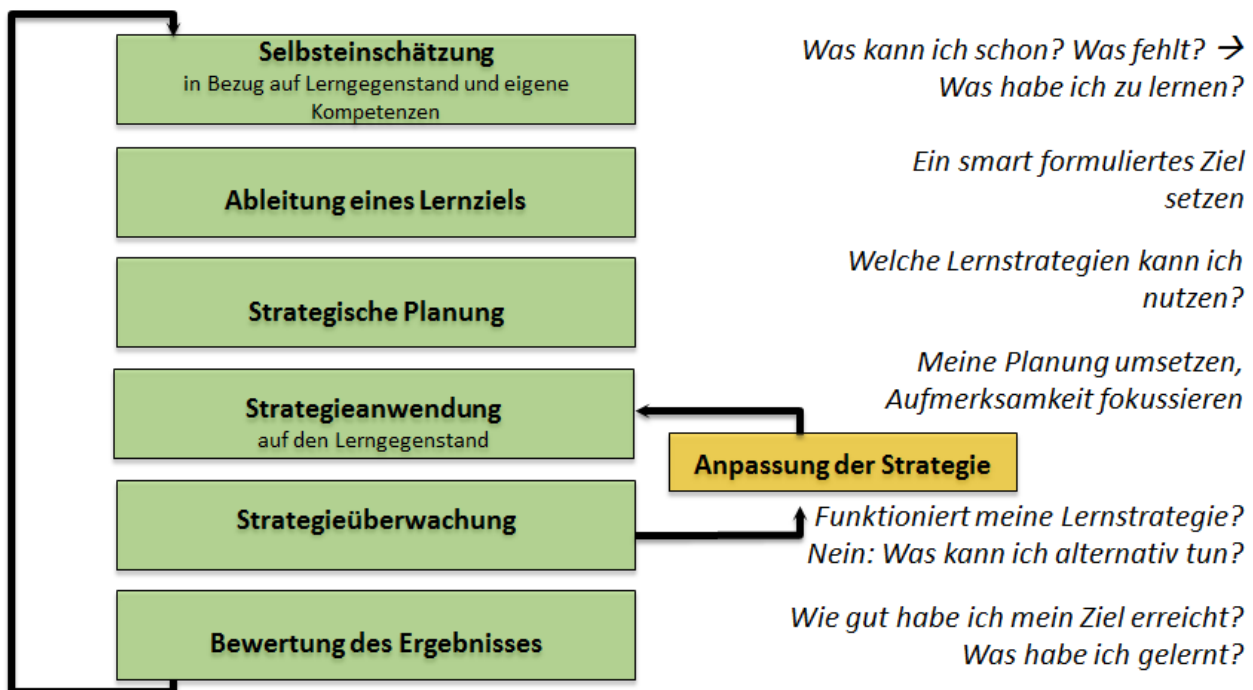 Selbsteinschätzung
in Bezug auf Lerngegenstand und eigene
Kompetenzen
Was kann ich schon? Was fehlt? →
Was habe ich zu lernen?
Ableitung eines Lernziels
Ein smart formuliertes Ziel
setzen
Strategische Planung
Welche Lernstrategien kann ich
nutzen?
Strategieanwendung
auf den Lerngegenstand
Meine Planung umsetzen,
Aufmerksamkeit fokussieren
Anpassung der Strategie
Strategieüberwachung
Funktioniert meine Lernstrategie?
Nein: Was kann ich alternativ tun?
Bewertung des Ergebnisses
Wie gut habe ich mein Ziel erreicht?
Was habe ich gelernt?